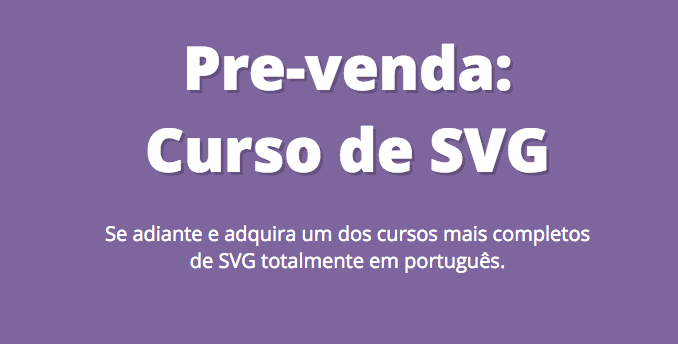 Pre-venda:
Curso de SVG
Se adiante e adquira um dos cursos mais completos
de SVG totalmente em português.